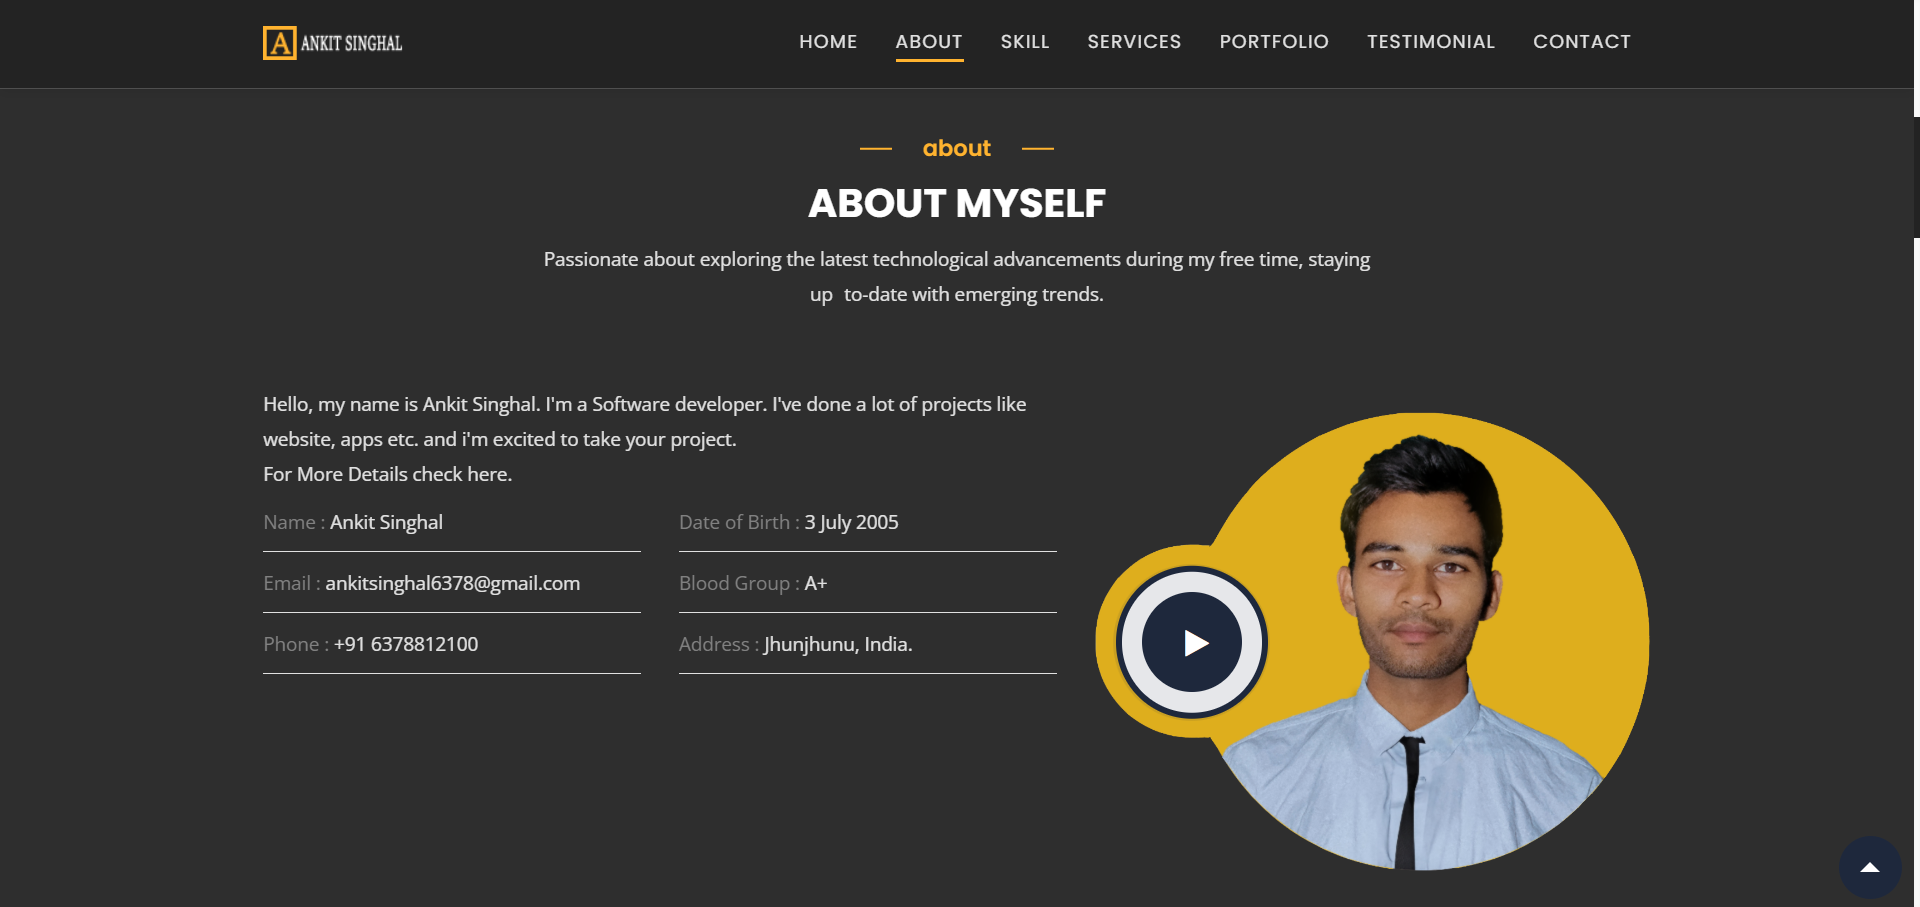 A ANKIT SINGHAL
HOME ABOUT SKILL SERVICES PORTFOLIO TESTIMONIAL CONTACT
about
ABOUT MYSELF
Passionate about exploring the latest technological advancements during my free time, staying
up to-date with emerging trends.
Hello, my name is Ankit Singhal. I'm a Software developer. I've done a lot of projects like
website, apps etc. and i'm excited to take your project.
For More Details check here.
Name : Ankit Singhal
Date of Birth : 3 July 2005
Email : ankitsinghal6378@gmail.com
Blood Group : A+
Phone : +91 6378812100
Address : Jhunjhunu, India.